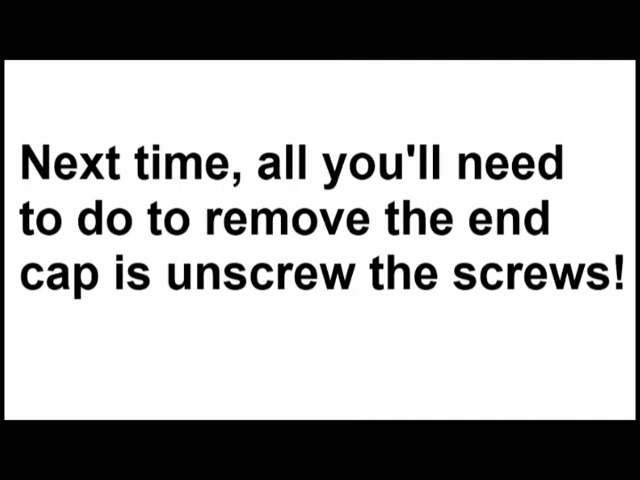 Next time, all you'll need
to do to remove the end
cap is unscrew the screws!